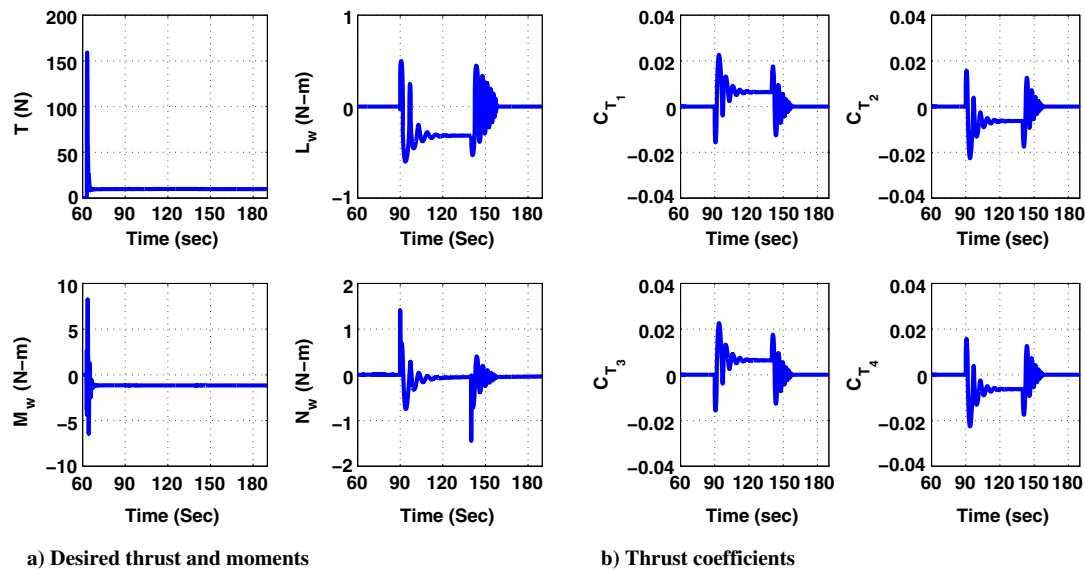 200
150
100
50
0
60 90 120 150 180
T (N)
Time (sec)
1
0
−1
60 90 120 150 180
L_w (N−m)
Time (Sec)
0.04
0.02
0
−0.02
−0.04
60 90 120 150 180
C_T_1
Time (sec)
0.04
0.02
0
−0.02
−0.04
60 90 120 150 180
C_T_2
Time (sec)
10
5
0
−5
−10
60 90 120 150 180
M_w (N−m)
Time (Sec)
2
1
0
−1
−2
60 90 120 150 180
N_w (N−m)
Time (Sec)
0.04
0.02
0
−0.02
−0.04
60 90 120 150 180
C_T_3
Time (sec)
0.04
0.02
0
−0.02
−0.04
60 90 120 150 180
C_T_4
Time (sec)
a) Desired thrust and moments
b) Thrust coefficients